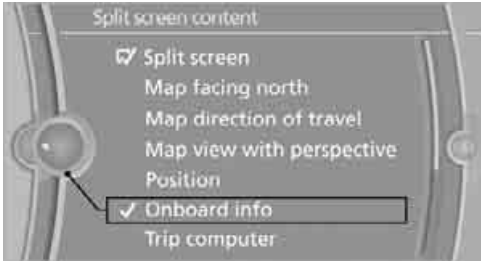 Split screen content
Split screen
Map facing north
Map direction of travel
Map view with perspective
Position
Onboard info
Trip computer